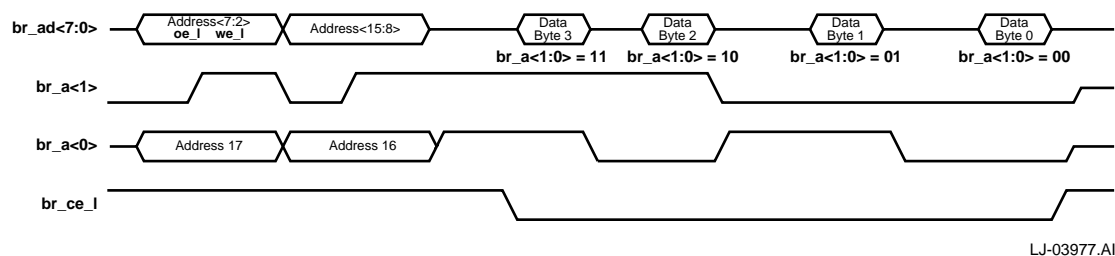 br_ad<7:0>
Address<7:2>
oe_l we_l
Address<15:8>
Data
Byte 3
Data
Byte 2
Data
Byte 1
Data
Byte 0
br_a<1:0> = 11
br_a<1:0> = 10
br_a<1:0> = 01
br_a<1:0> = 00
br_a<1>
br_a<0>
Address 17
Address 16
br_ce_l
LJ-03977.AI